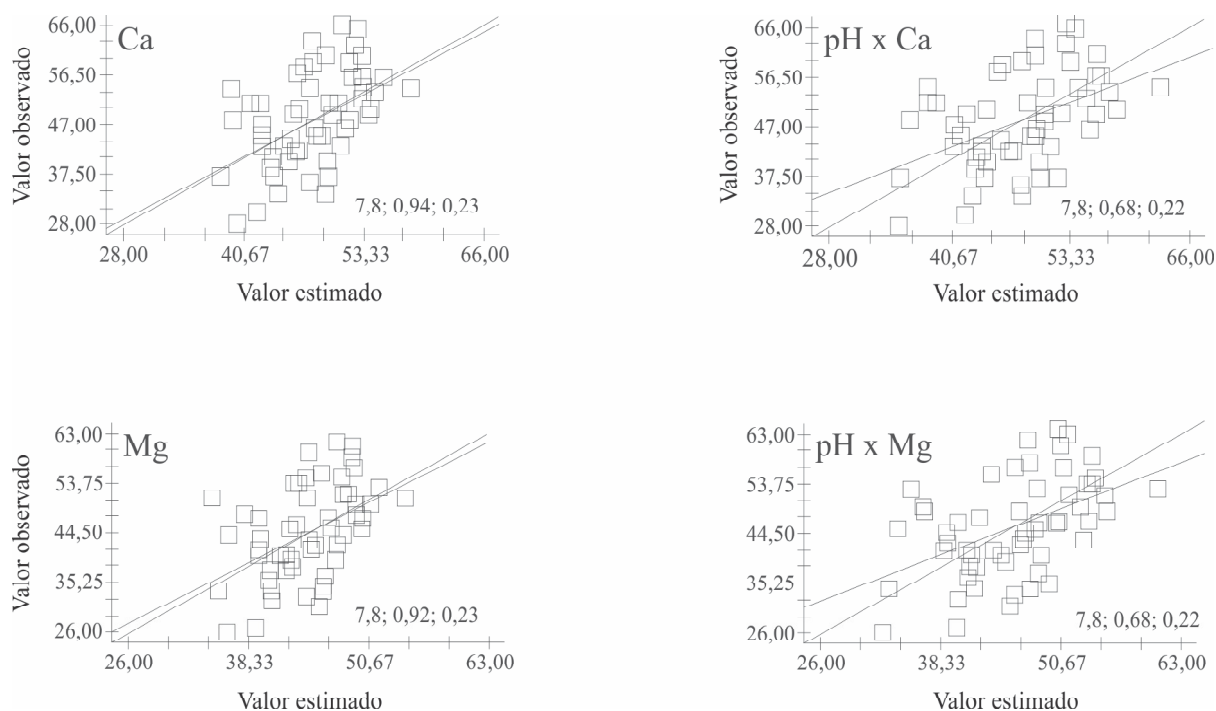 Ca
Valor observado
66,00
56,50
47,00
37,50
28,00
7,8; 0,94; 0,23
28,00 40,67 53,33 66,00
Valor estimado
pH x Ca
Valor observado
66,00
56,50
47,00
37,50
28,00
7,8; 0,68; 0,22
28,00 40,67 53,33 66,00
Valor estimado
Mg
Valor observado
63,00
53,75
44,50
35,25
26,00
7,8; 0,92; 0,23
26,00 38,33 50,67 63,00
Valor estimado
pH x Mg
Valor observado
63,00
53,75
44,50
35,25
26,00
7,8; 0,68; 0,22
26,00 38,33 50,67 63,00
Valor estimado